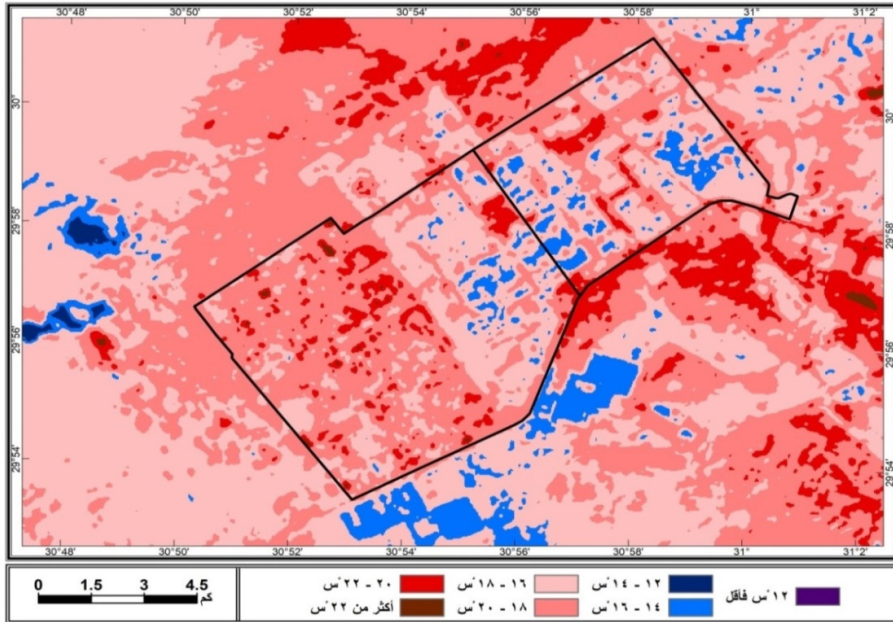 30°48' 30°50' 30°52' 30°54' 30°56' 30°58' 31° 31°2'
30° 30°
29°58' 29°58'
29°56' 29°56'
29°54' 29°54'
30°48' 30°50' 30°52' 30°54' 30°56' 30°58' 31° 31°2'
0 1.5 3 4.5
كم
١٢ ْس فأقل
١٢ - ١٤ ْس
١٤ - ١٦ ْس
١٦ - ١٨ ْس
١٨ - ٢٠ ْس
٢٠ - ٢٢ ْس
أكثر من ٢٢ ْس